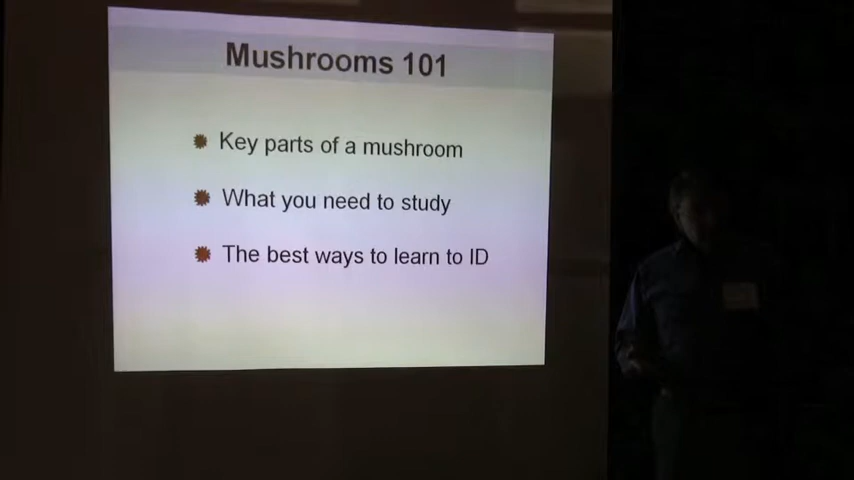 Mushrooms 101
Key parts of a mushroom
What you need to study
The best ways to learn to ID